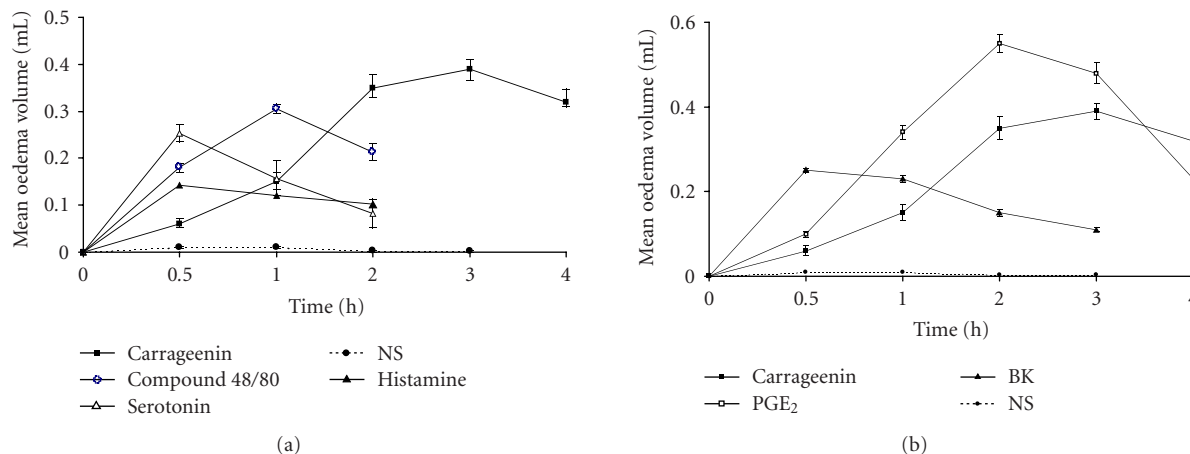 Mean oedema volume (mL)
0.5
0.4
0.3
0.2
0.1
0
0 0.5 1 2 3 4
Time (h)
Carrageenin
Compound 48/80
Serotonin
NS
Histamine
(a)
Mean oedema volume (mL)
0.6
0.4
0.2
0
0 0.5 1 2 3
Time (h)
Carrageenin
PGE₂
BK
NS
(b)